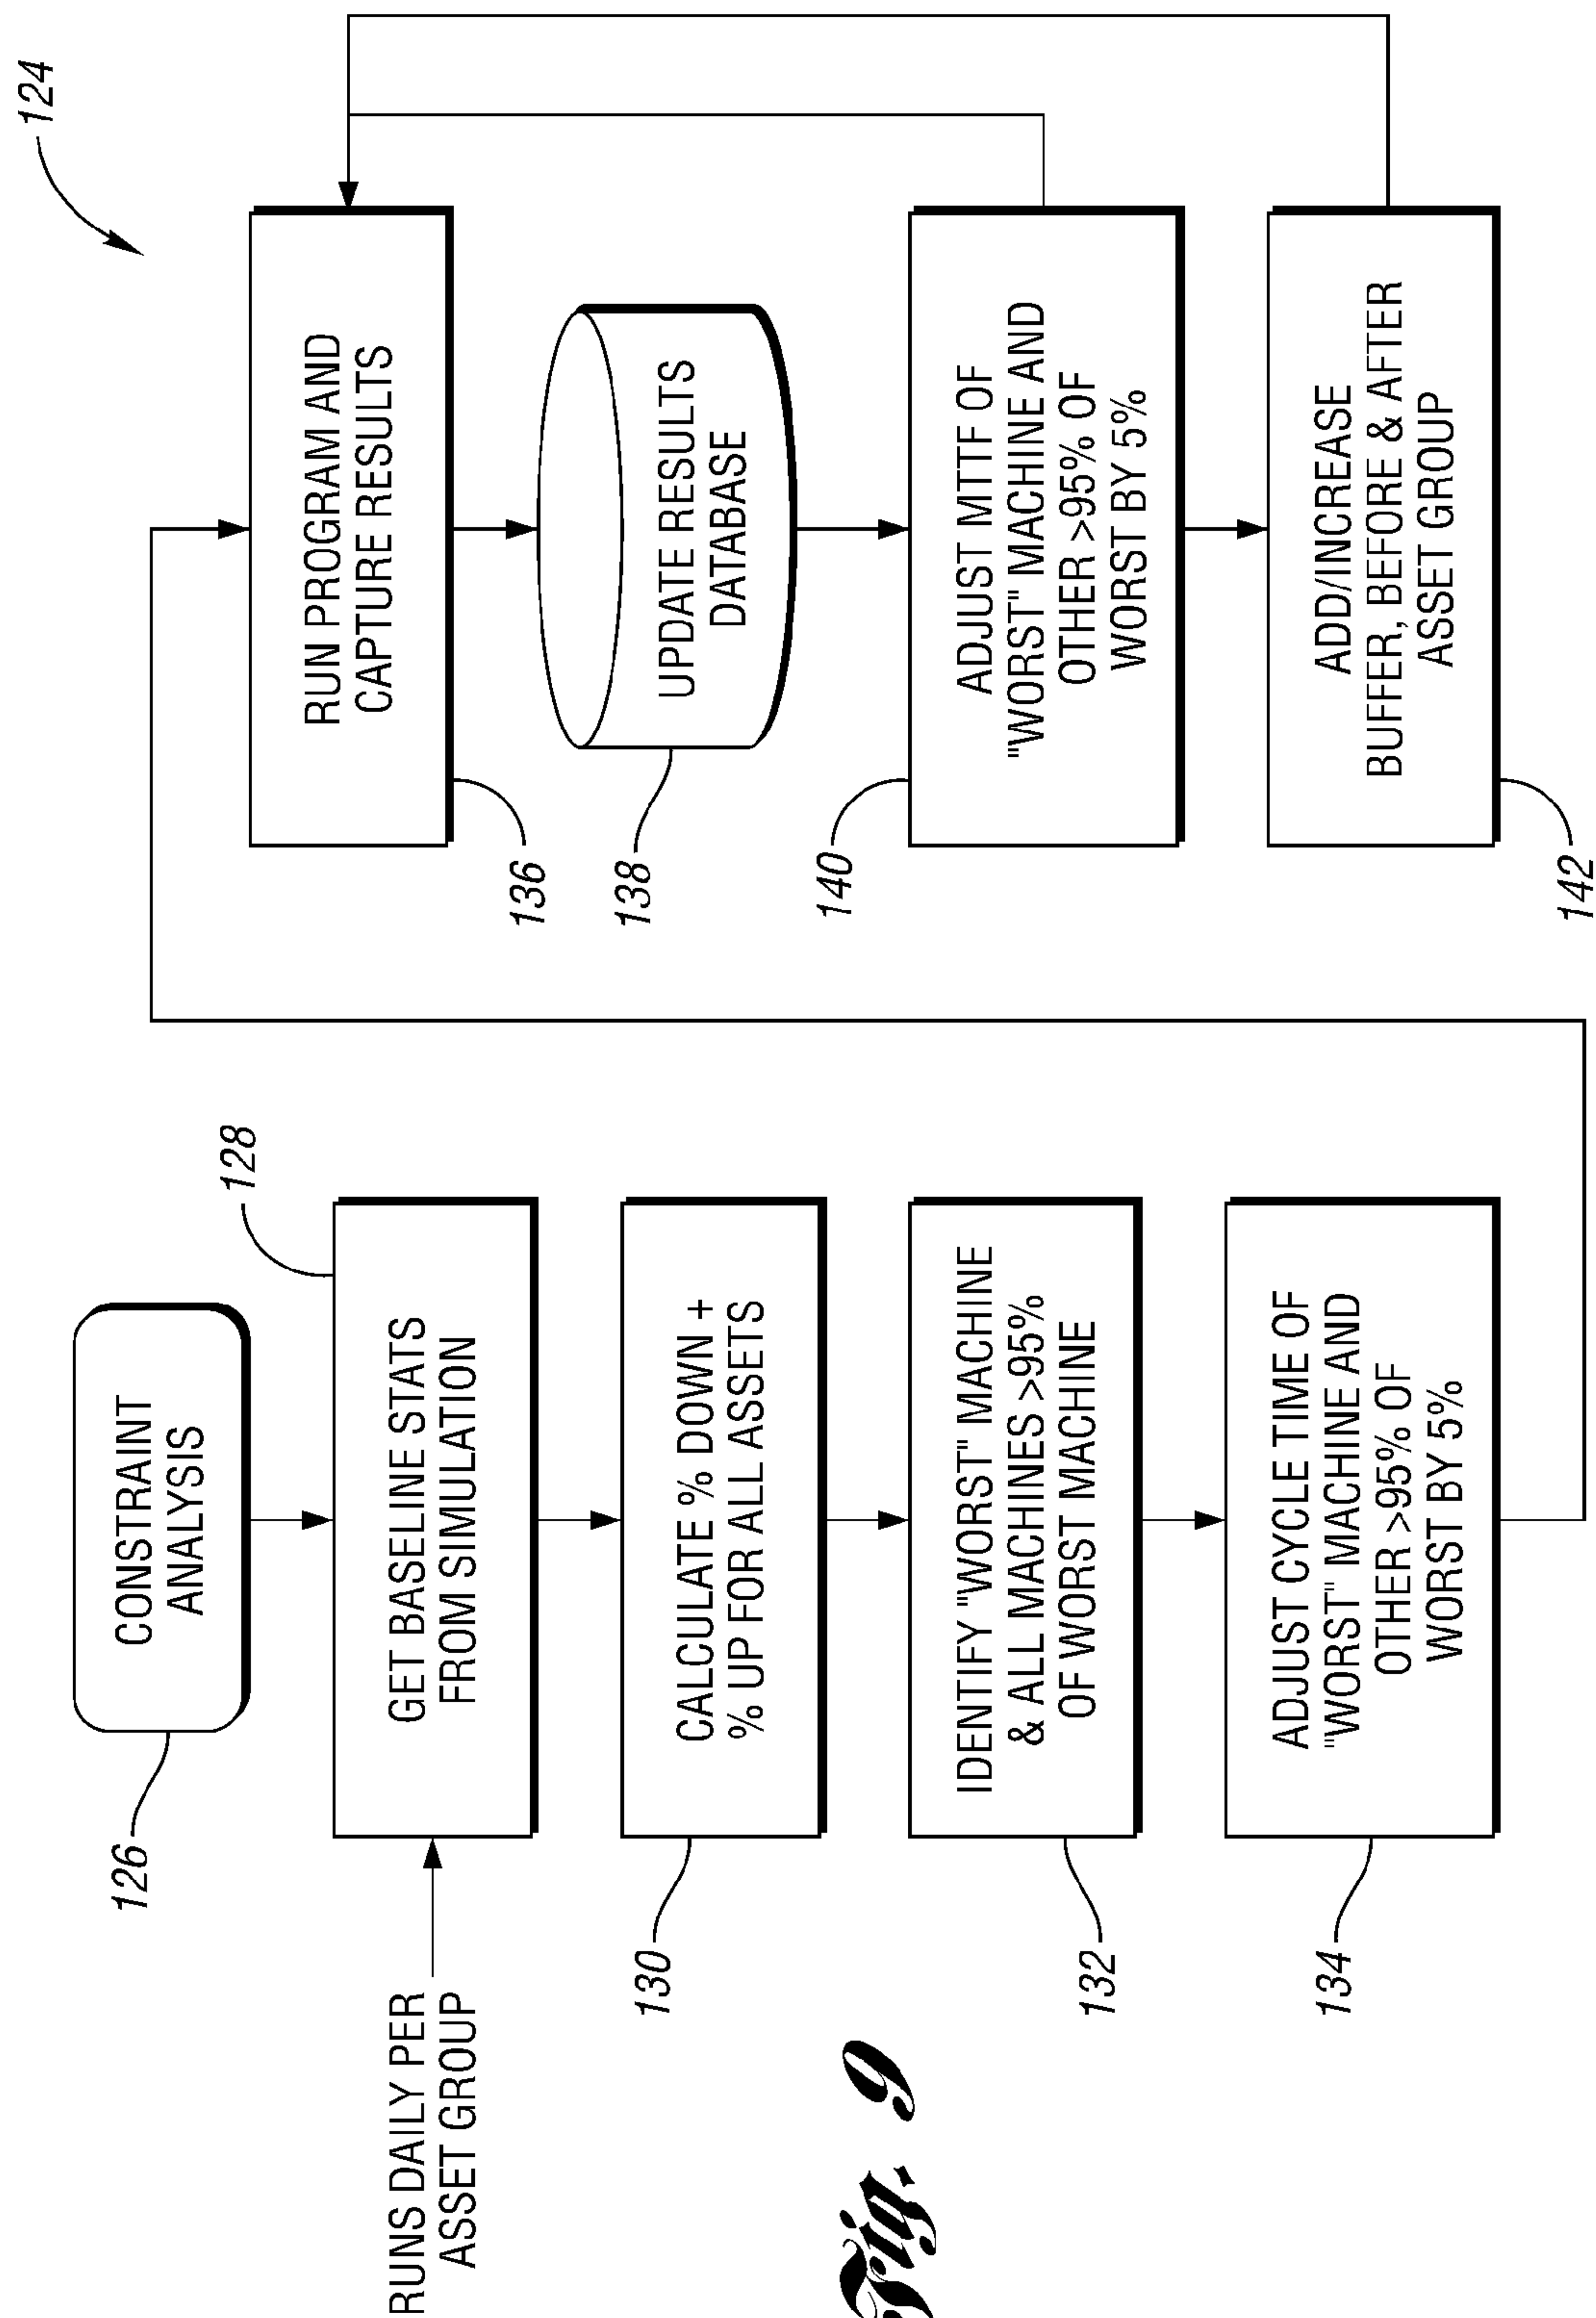 124
CONSTRAINT
ANALYSIS
126
RUNS DAILY PER
ASSET GROUP
GET BASELINE STATS
FROM SIMULATION
128
CALCULATE % DOWN +
% UP FOR ALL ASSETS
130
IDENTIFY "WORST" MACHINE
& ALL MACHINES >95%
OF WORST MACHINE
132
ADJUST CYCLE TIME OF
"WORST" MACHINE AND
OTHER >95% OF
WORST BY 5%
134
RUN PROGRAM AND
CAPTURE RESULTS
136
UPDATE RESULTS
DATABASE
138
ADJUST MTTF OF
"WORST" MACHINE AND
OTHER >95% OF
WORST BY 5%
140
ADD/INCREASE
BUFFER, BEFORE & AFTER
ASSET GROUP
142
Fig. 9